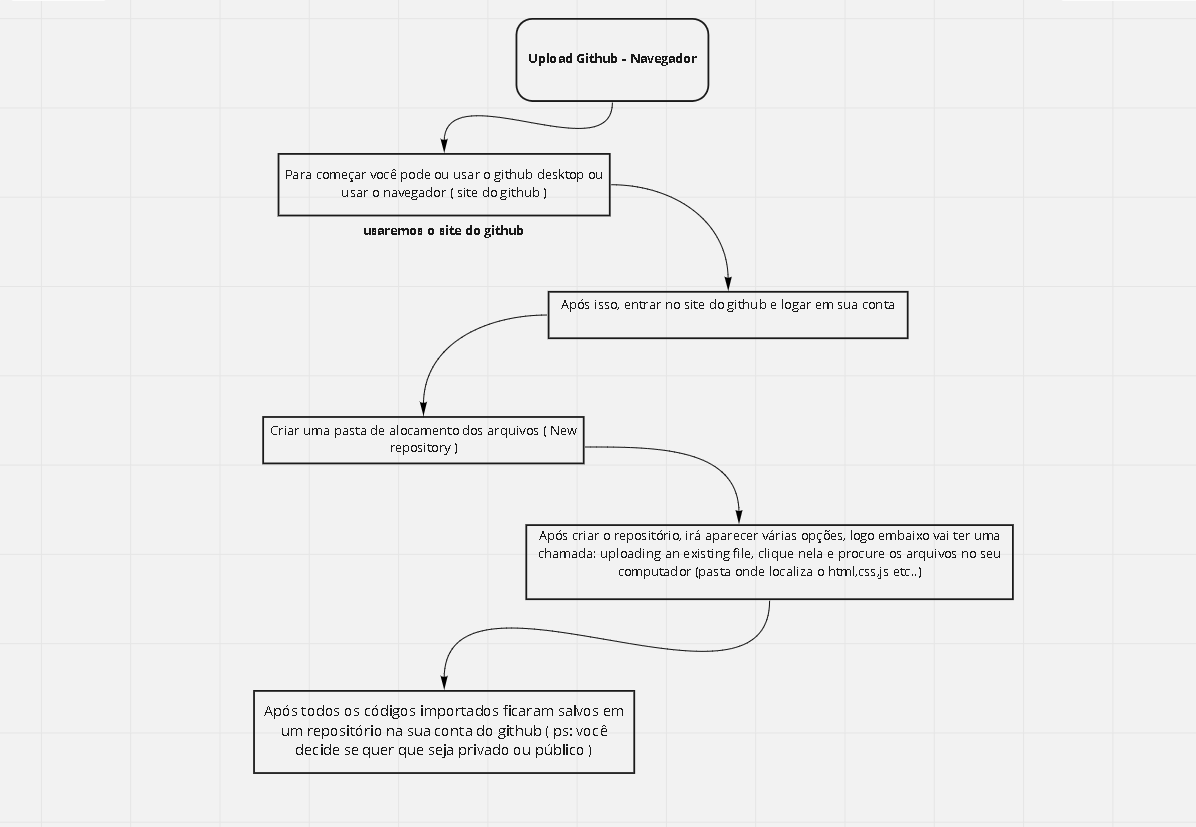 Upload Github - Navegador
Para começar você pode ou usar o github desktop ou
usar o navegador ( site do github )
usaremos o site do github
Após isso, entrar no site do github e logar em sua conta
Criar uma pasta de alocamento dos arquivos ( New
repository )
Após criar o repositório, irá aparecer várias opções, logo embaixo vai ter uma
chamada: uploading an existing file, clique nela e procure os arquivos no seu
computador (pasta onde localiza o html,css,js etc..)
Após todos os códigos importados ficaram salvos em
um repositório na sua conta do github ( ps: você
decide se quer que seja privado ou público )